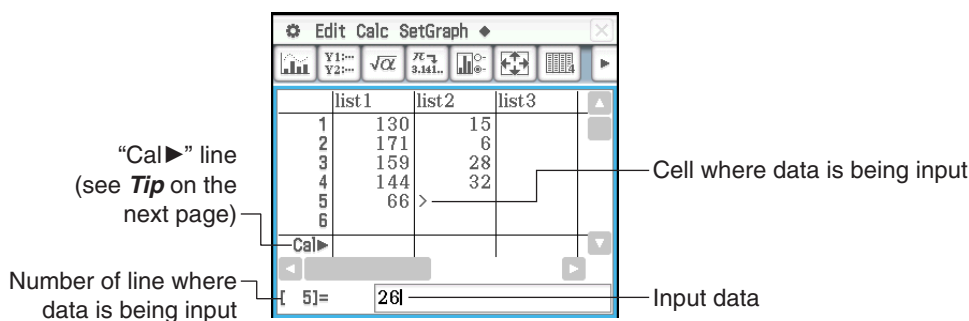 Edit Calc SetGraph ◆
Y1:···
Y2:···
√α
π
3.141..
4
list1 list2 list3
1 130 15
2 171 6
3 159 28
4 144 32
5 66 >
6
Cal▶
[ 5]= 26
“Cal▶” line
(see Tip on the
next page)
Number of line where
data is being input
Cell where data is being input
Input data